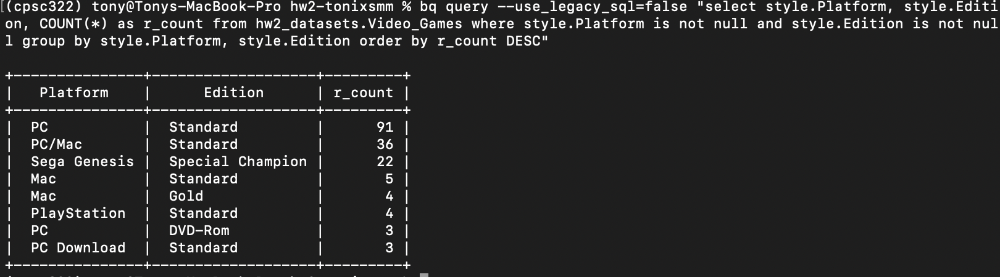 [(cpsc322) tony@Tonys-MacBook-Pro hw2-tonixsmm % bq query --use_legacy_sql=false "select style.Platform, style.Editi
on, COUNT(*) as r_count from hw2_datasets.Video_Games where style.Platform is not null and style.Edition is not nul
l group by style.Platform, style.Edition order by r_count DESC"
+---------------+-------------------+---------+
|   Platform    |      Edition      | r_count |
+---------------+-------------------+---------+
|  PC           |  Standard         |      91 |
|  PC/Mac       |  Standard         |      36 |
|  Sega Genesis |  Special Champion |      22 |
|  Mac          |  Standard         |       5 |
|  Mac          |  Gold             |       4 |
|  PlayStation  |  Standard         |       4 |
|  PC           |  DVD-Rom          |       3 |
|  PC Download  |  Standard         |       3 |
+---------------+-------------------+---------+